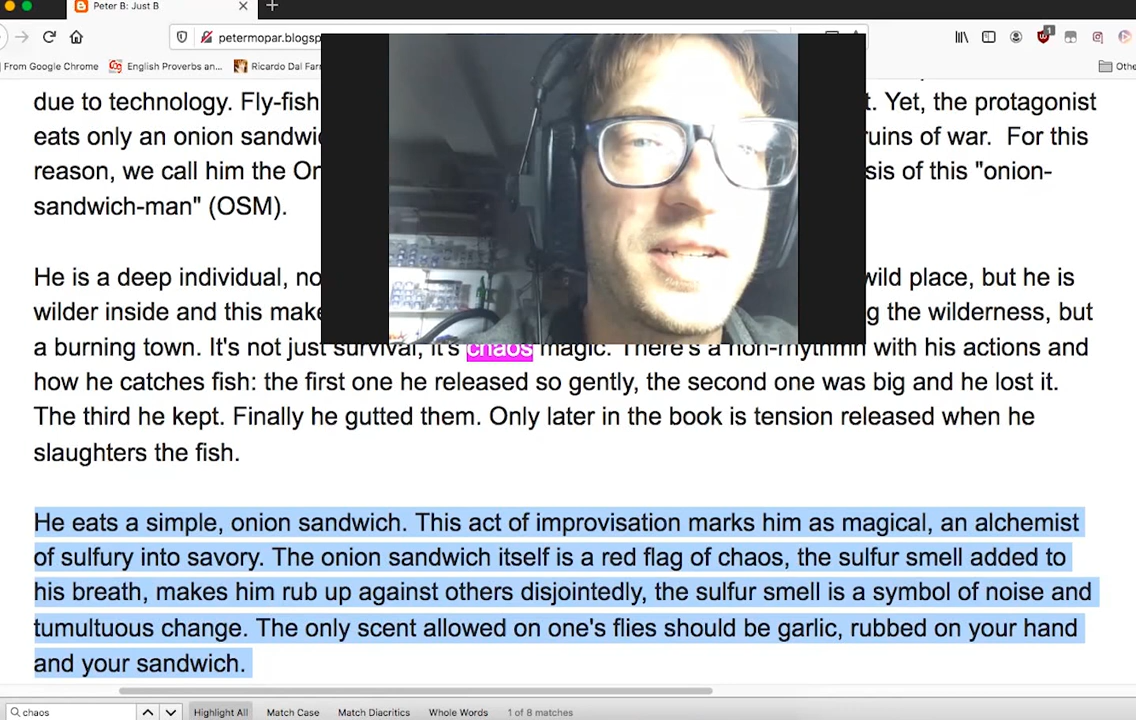 Peter B: Just B
petermopar.blogsp
From Google Chrome
English Proverbs an...
Ricardo Dal Farr
Othe
due to technology. Fly-fish
t. Yet, the protagonist
eats only an onion sandwic
ruins of war. For this
reason, we call him the On
sis of this "onion-
sandwich-man" (OSM).
He is a deep individual, no
wild place, but he is
wilder inside and this make
g the wilderness, but
a burning town. It's not just survival, it's chaos magic. There's a non-rhythmn with his actions and
how he catches fish: the first one he released so gently, the second one was big and he lost it.
The third he kept. Finally he gutted them. Only later in the book is tension released when he
slaughters the fish.
He eats a simple, onion sandwich. This act of improvisation marks him as magical, an alchemist
of sulfury into savory. The onion sandwich itself is a red flag of chaos, the sulfur smell added to
his breath, makes him rub up against others disjointedly, the sulfur smell is a symbol of noise and
tumultuous change. The only scent allowed on one's flies should be garlic, rubbed on your hand
and your sandwich.
chaos
Highlight All
Match Case
Match Diacritics
Whole Words
1 of 8 matches